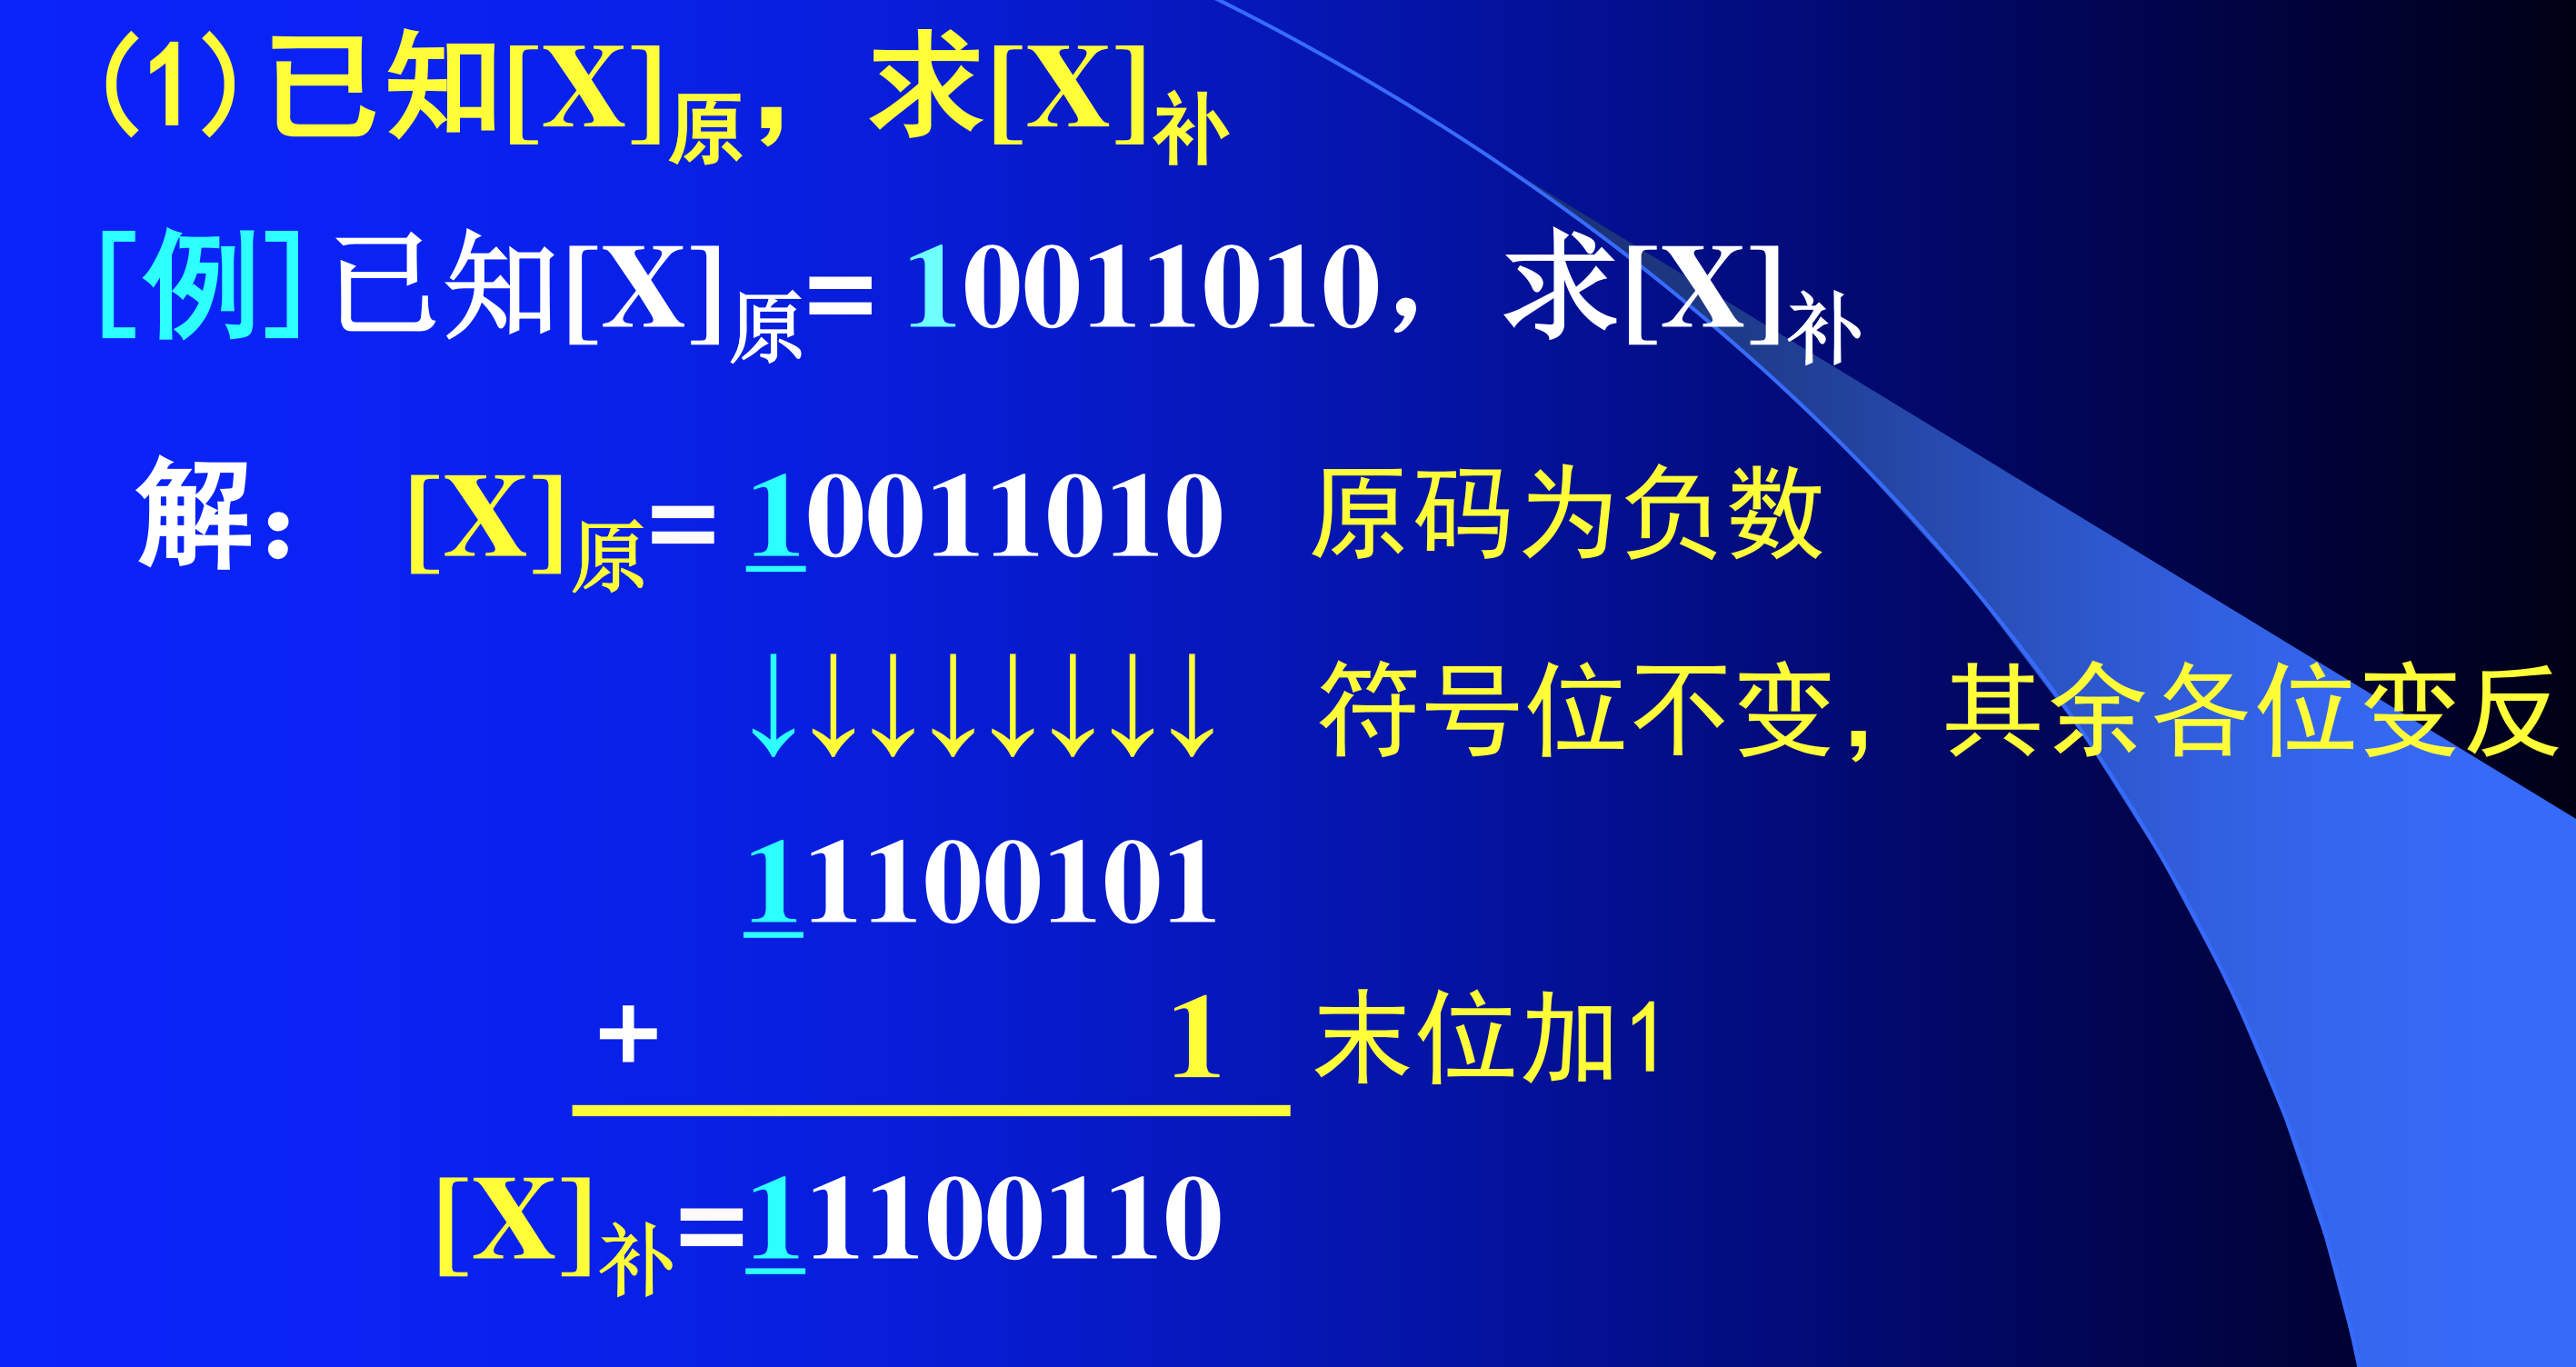 (1)已知[X]原，求[X]补
[例]已知[X]原= 10011010，求[X]补
解： [X]原= 10011010 原码为负数
↓↓↓↓↓↓↓↓ 符号位不变，其余各位变反
11100101
+ 1 末位加1
[X]补=11100110